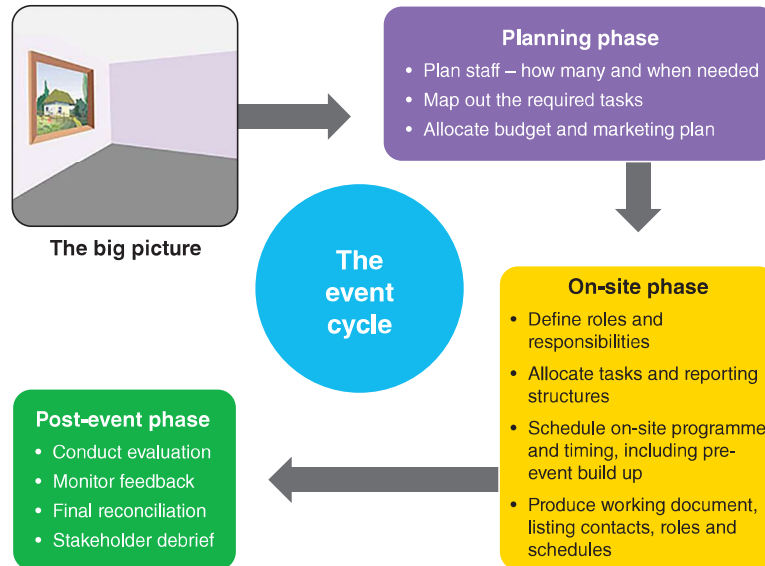 Planning phase
• Plan staff – how many and when needed
• Map out the required tasks
• Allocate budget and marketing plan
The big picture
The
event
cycle
On-site phase
• Define roles and
responsibilities
• Allocate tasks and reporting
structures
• Schedule on-site programme
and timing, including pre-
event build up
• Produce working document,
listing contacts, roles and
schedules
Post-event phase
• Conduct evaluation
• Monitor feedback
• Final reconciliation
• Stakeholder debrief